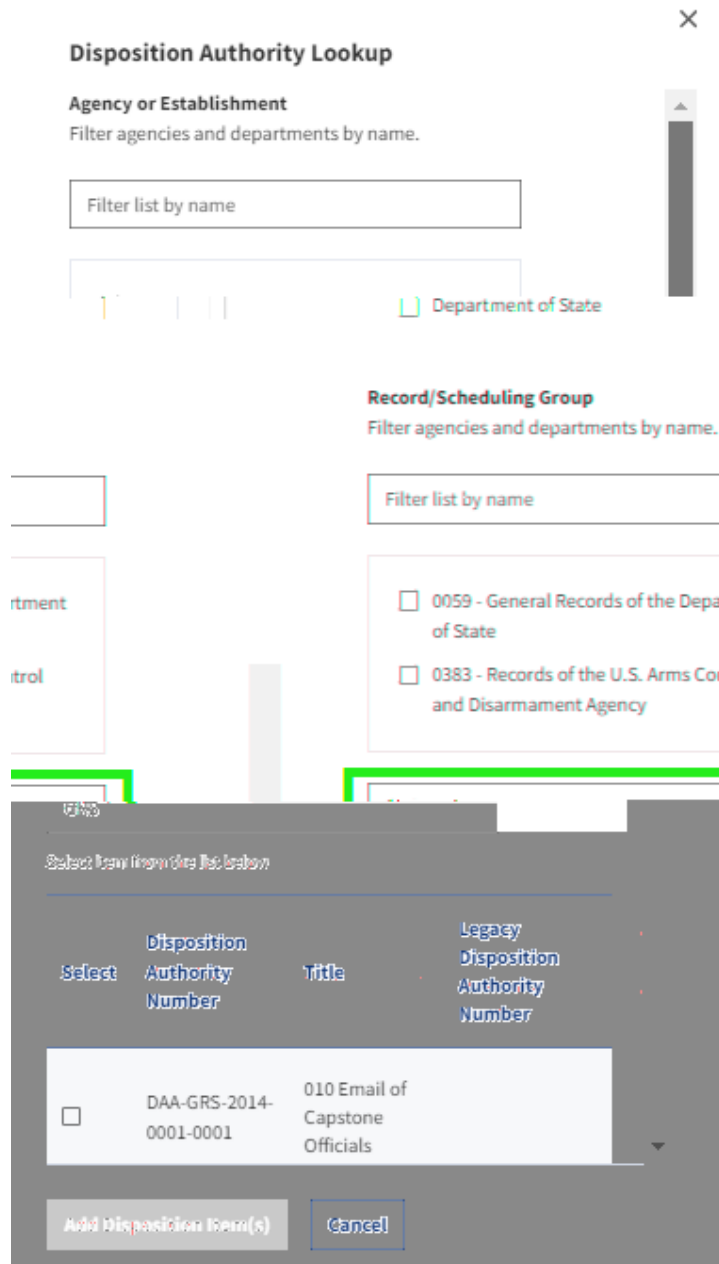 Disposition Authority Lookup
Agency or Establishment
Filter agencies and departments by name.
Filter list by name
Department of State
Record/Scheduling Group
Filter agencies and departments by name.
Filter list by name
rtment
0059 - General Records of the Depa
of State
trol
0383 - Records of the U.S. Arms Co
and Disarmament Agency
Select item from the list below
Select
Disposition
Authority
Number
Title
Legacy
Disposition
Authority
Number
DAA-GRS-2014-
0001-0001
010 Email of
Capstone
Officials
Add Disposition Item(s)
Cancel